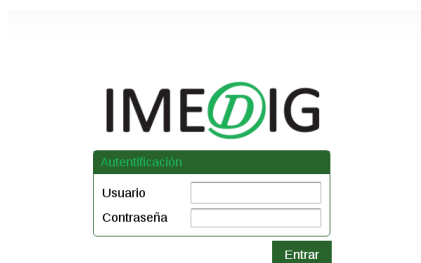 IMEDIG
Autentificación
Usuario
Contraseña
Entrar